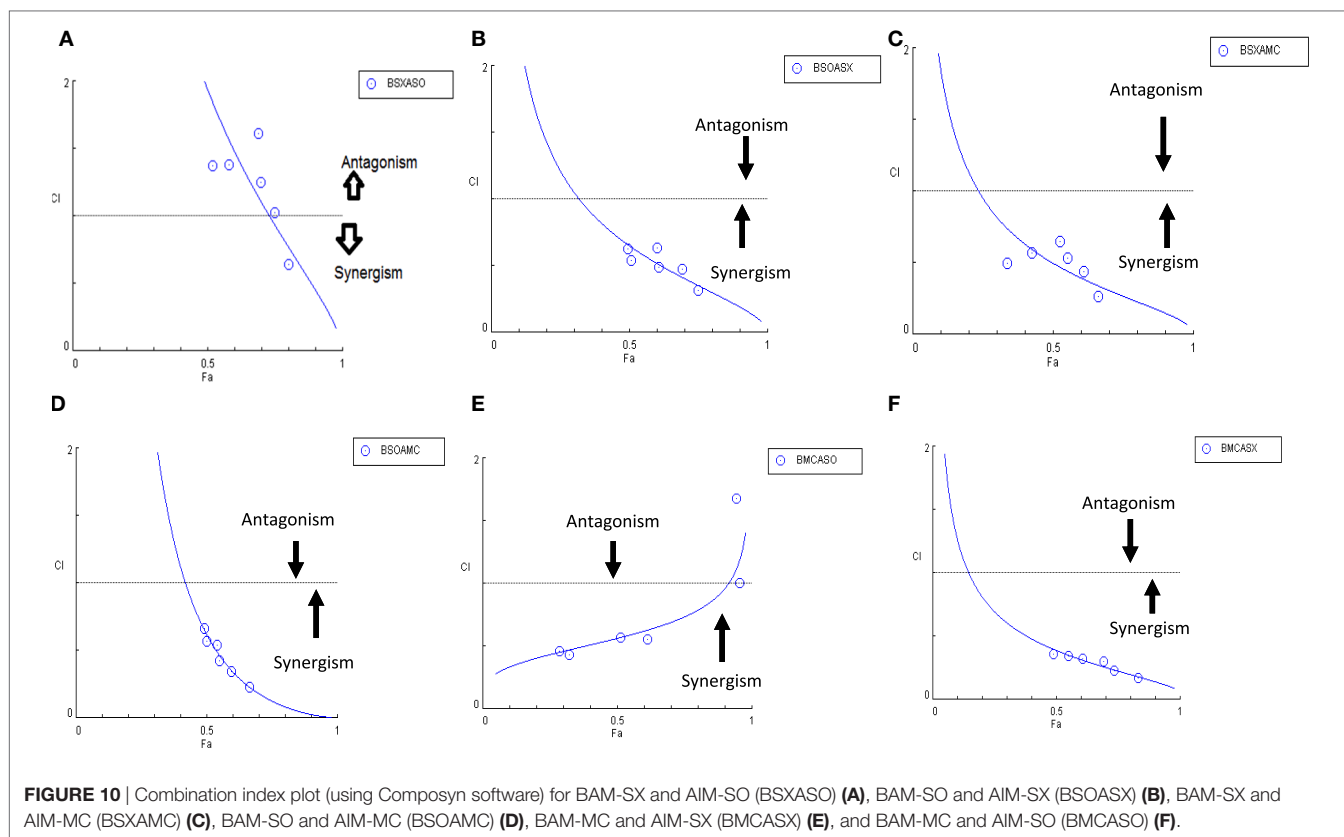 A
2
BSXASO
Antagonism
CI
Synergism
0
0
0.5
1
Fa
B
2
BSOASX
Antagonism
CI
Synergism
0
0
0.5
1
Fa
C
2
BSXAMC
Antagonism
CI
Synergism
0
0
0.5
1
Fa
D
2
BSOAMC
Antagonism
CI
Synergism
0
0
0.5
1
Fa
E
2
BMCASO
Antagonism
CI
Synergism
0
0
0.5
1
Fa
F
2
BMCASX
Antagonism
CI
Synergism
0
0
0.5
1
Fa
FIGURE 10 | Combination index plot (using Composyn software) for BAM-SX and AIM-SO (BSXASO) (A), BAM-SO and AIM-SX (BSOASX) (B), BAM-SX and
AIM-MC (BSXAMC) (C), BAM-SO and AIM-MC (BSOAMC) (D), BAM-MC and AIM-SX (BMCASX) (E), and BAM-MC and AIM-SO (BMCASO) (F).